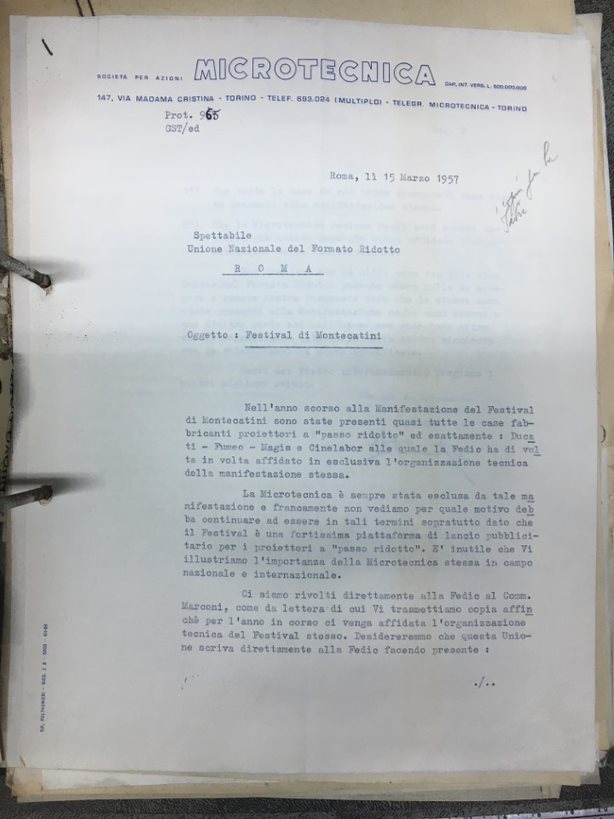 SOCIETÀ PER AZIONI MICROTECNICA CAP. INT. VERS. L. 500.000.000
147, VIA MADAMA CRISTINA - TORINO - TELEF. 693.024 (MULTIPLO) - TELEGR. MICROTECNICA - TORINO
Prot. 965
GST/ed
Roma, li 15 Marzo 1957
Spettabile
Unione Nazionale del Formato Ridotto
R O M A
Oggetto : Festival di Montecatini
Nell'anno scorso alla Manifestazione del Festival
di Montecatini sono state presenti quasi tutte le case fab-
bricanti proiettori a "passo ridotto" ed esattamente : Duca
ti - Fumeo - Magis e Cinelabor alle quale la Fedic ha di vol
ta in volta affidato in esclusiva l'organizzazione tecnica
della manifestazione stessa.
La Microtecnica è sempre stata esclusa da tale ma
nifestazione e francamente non vediamo per quale motivo deb
ba continuare ad essere in tali termini sopratutto dato che
il Festival è una fortissima piattaforma di lancio pubblici-
tario per i proiettori a "passo ridotto". E' inutile che Vi
illustriamo l'importanza della Microtecnica stessa in campo
nazionale e internazionale.
Ci siamo rivolti direttamente alla Fedic al Comm.
Marconi, come da lettera di cui Vi trasmettiamo copia affin
chè per l'anno in corso ci venga affidata l'organizzazione
tecnica del Festival stesso. Desidereremmo che questa Unio-
ne scriva direttamente alla Fedic facendo presente :
./..